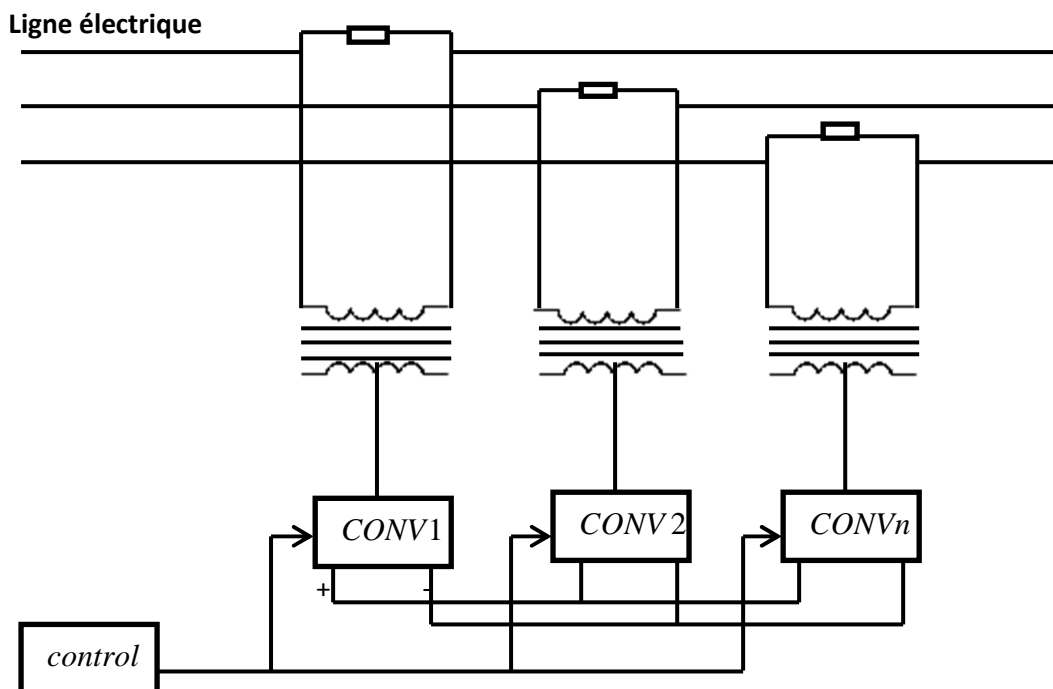 Ligne électrique
CONV1
CONV2
CONVn
+
-
control